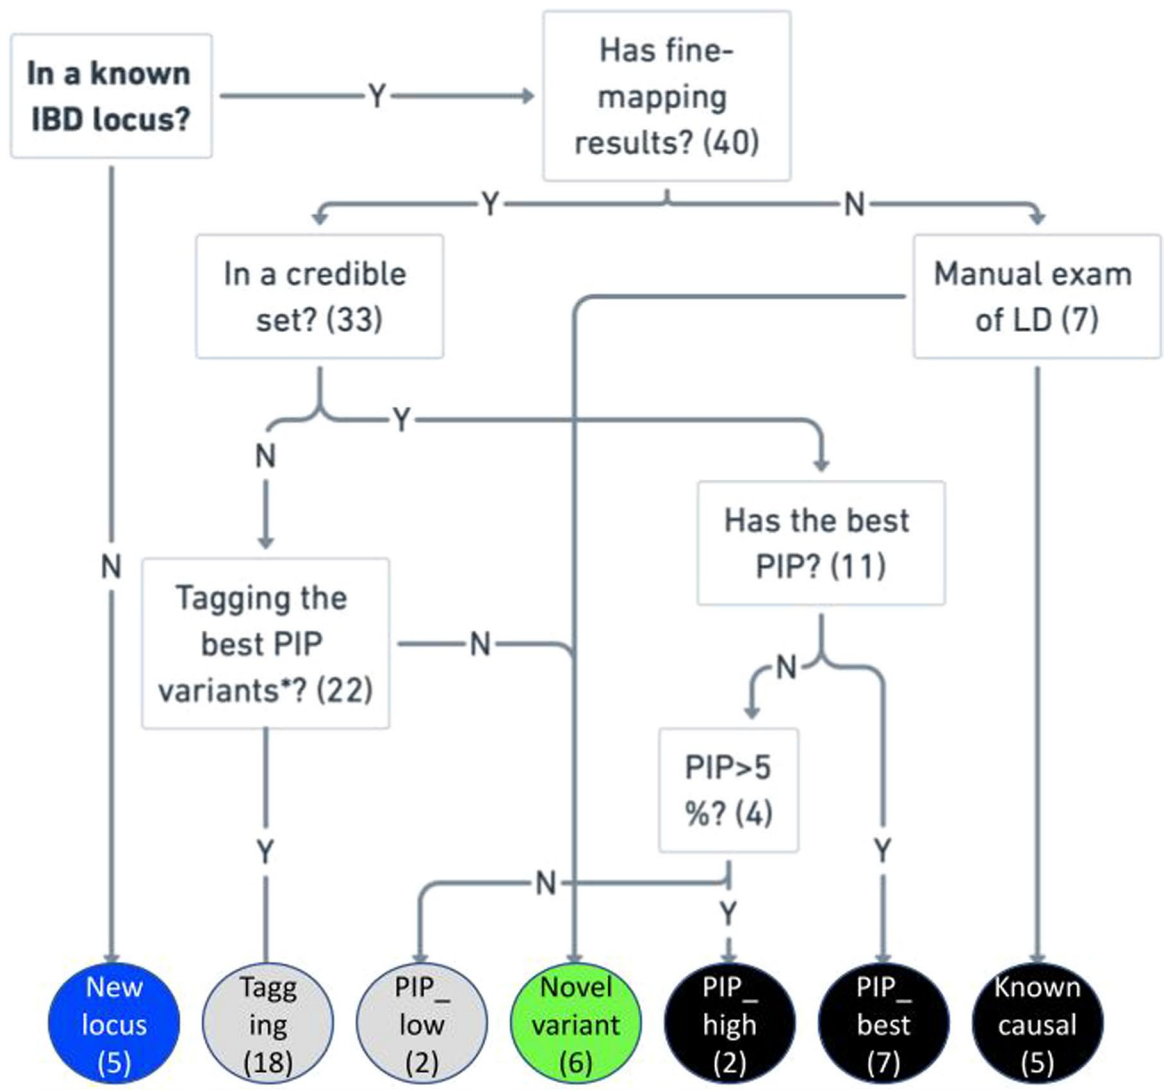 In a known
IBD locus?
Y
Has fine-
mapping
results? (40)
Y
N
In a credible
set? (33)
Manual exam
of LD (7)
N
Y
N
Tagging the
best PIP
variants*? (22)
N
Has the best
PIP? (11)
N
PIP>5
%? (4)
Y
Y
N
Y
New
locus
(5)
Tagg
ing
(18)
PIP_
low
(2)
Novel
variant
(6)
PIP_
high
(2)
PIP_
best
(7)
Known
causal
(5)